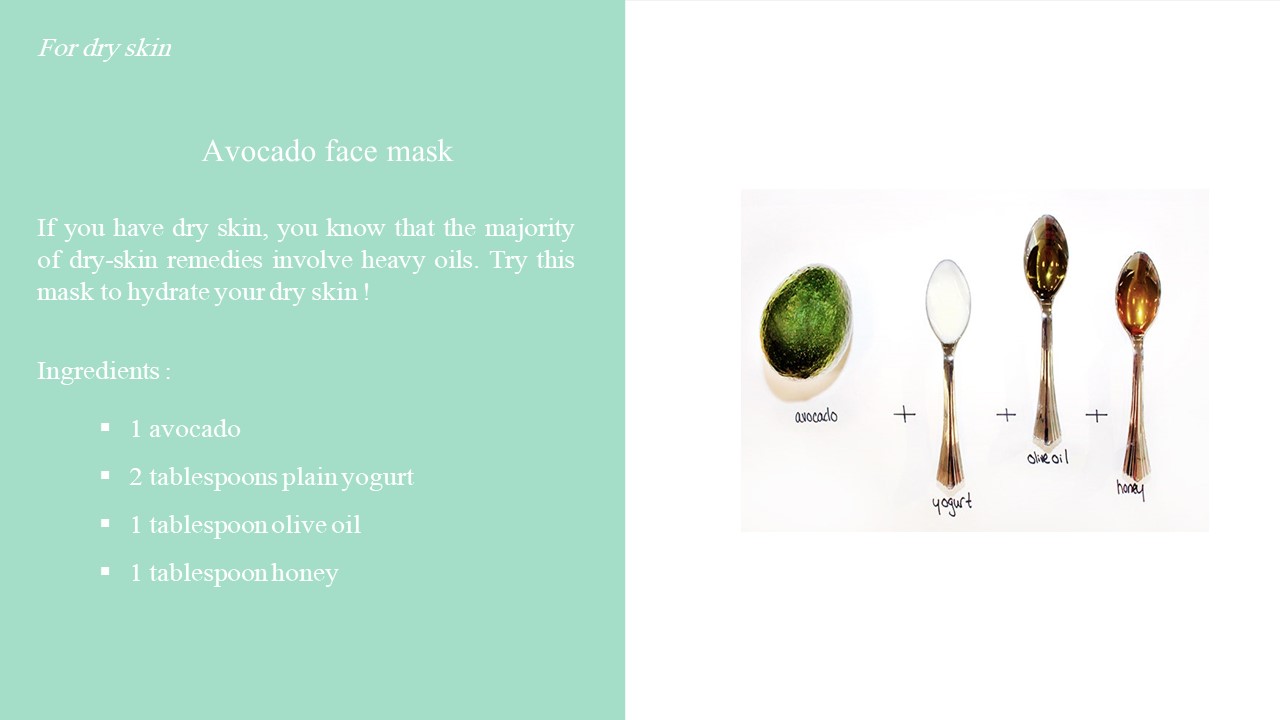 For dry skin
Avocado face mask
If you have dry skin, you know that the majority
of dry-skin remedies involve heavy oils. Try this
mask to hydrate your dry skin !
Ingredients :
▪ 1 avocado
▪ 2 tablespoons plain yogurt
▪ 1 tablespoon olive oil
▪ 1 tablespoon honey
avocado
+
+
+
yogurt
olive oil
honey